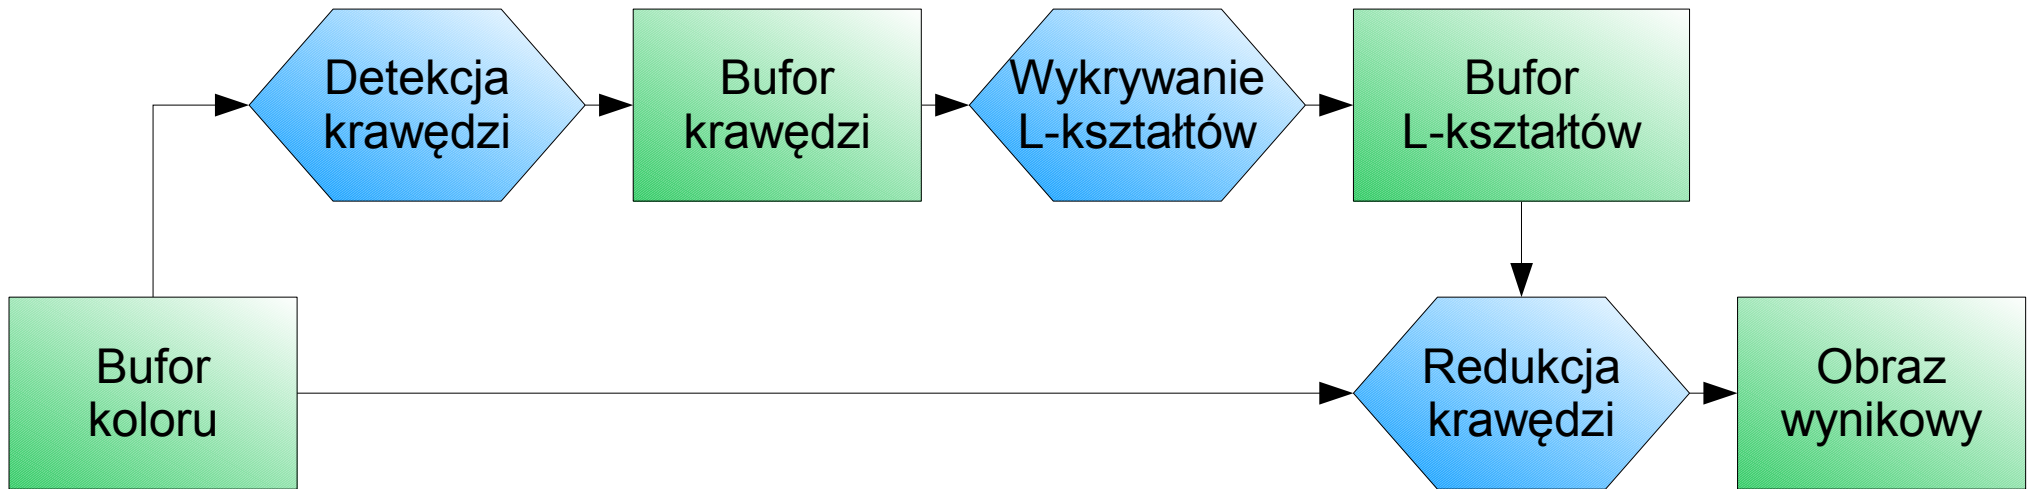 Detekcja
krawędzi
Bufor
krawędzi
Wykrywanie
L-kształtów
Bufor
L-kształtów
Bufor
koloru
Redukcja
krawędzi
Obraz
wynikowy